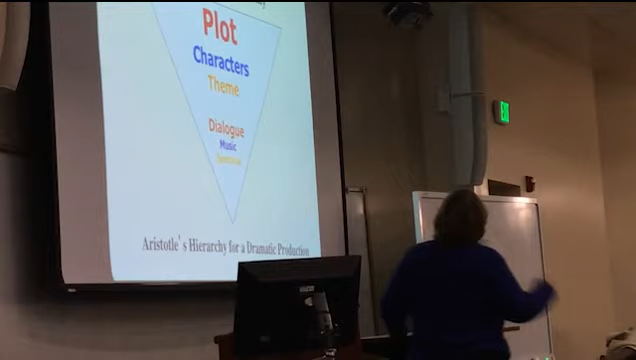 Plot
Characters
Theme
Dialogue
Music
Aristotle's Hierarchy for a Dramatic Production